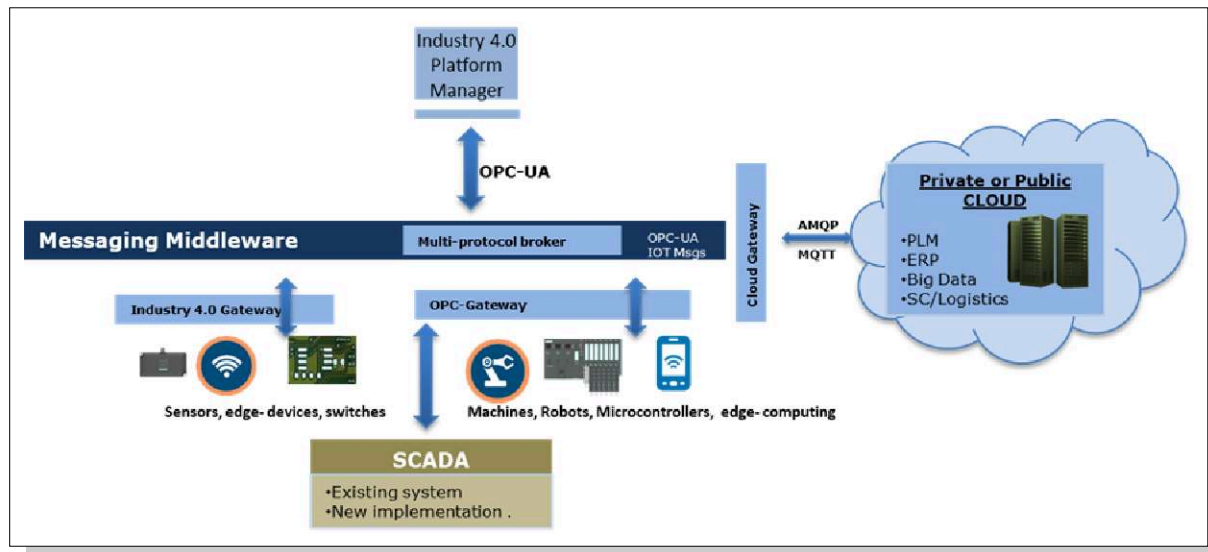 Industry 4.0
Platform
Manager
OPC-UA
Messaging Middleware
Multi-protocol broker
OPC-UA
IOT Msgs
Cloud Gateway
AMQP
MQTT
Private or Public
CLOUD
•PLM
•ERP
•Big Data
•SC/Logistics
Industry 4.0 Gateway
OPC-Gateway
Sensors, edge- devices, switches
Machines, Robots, Microcontrollers, edge- computing
SCADA
•Existing system
•New implementation .